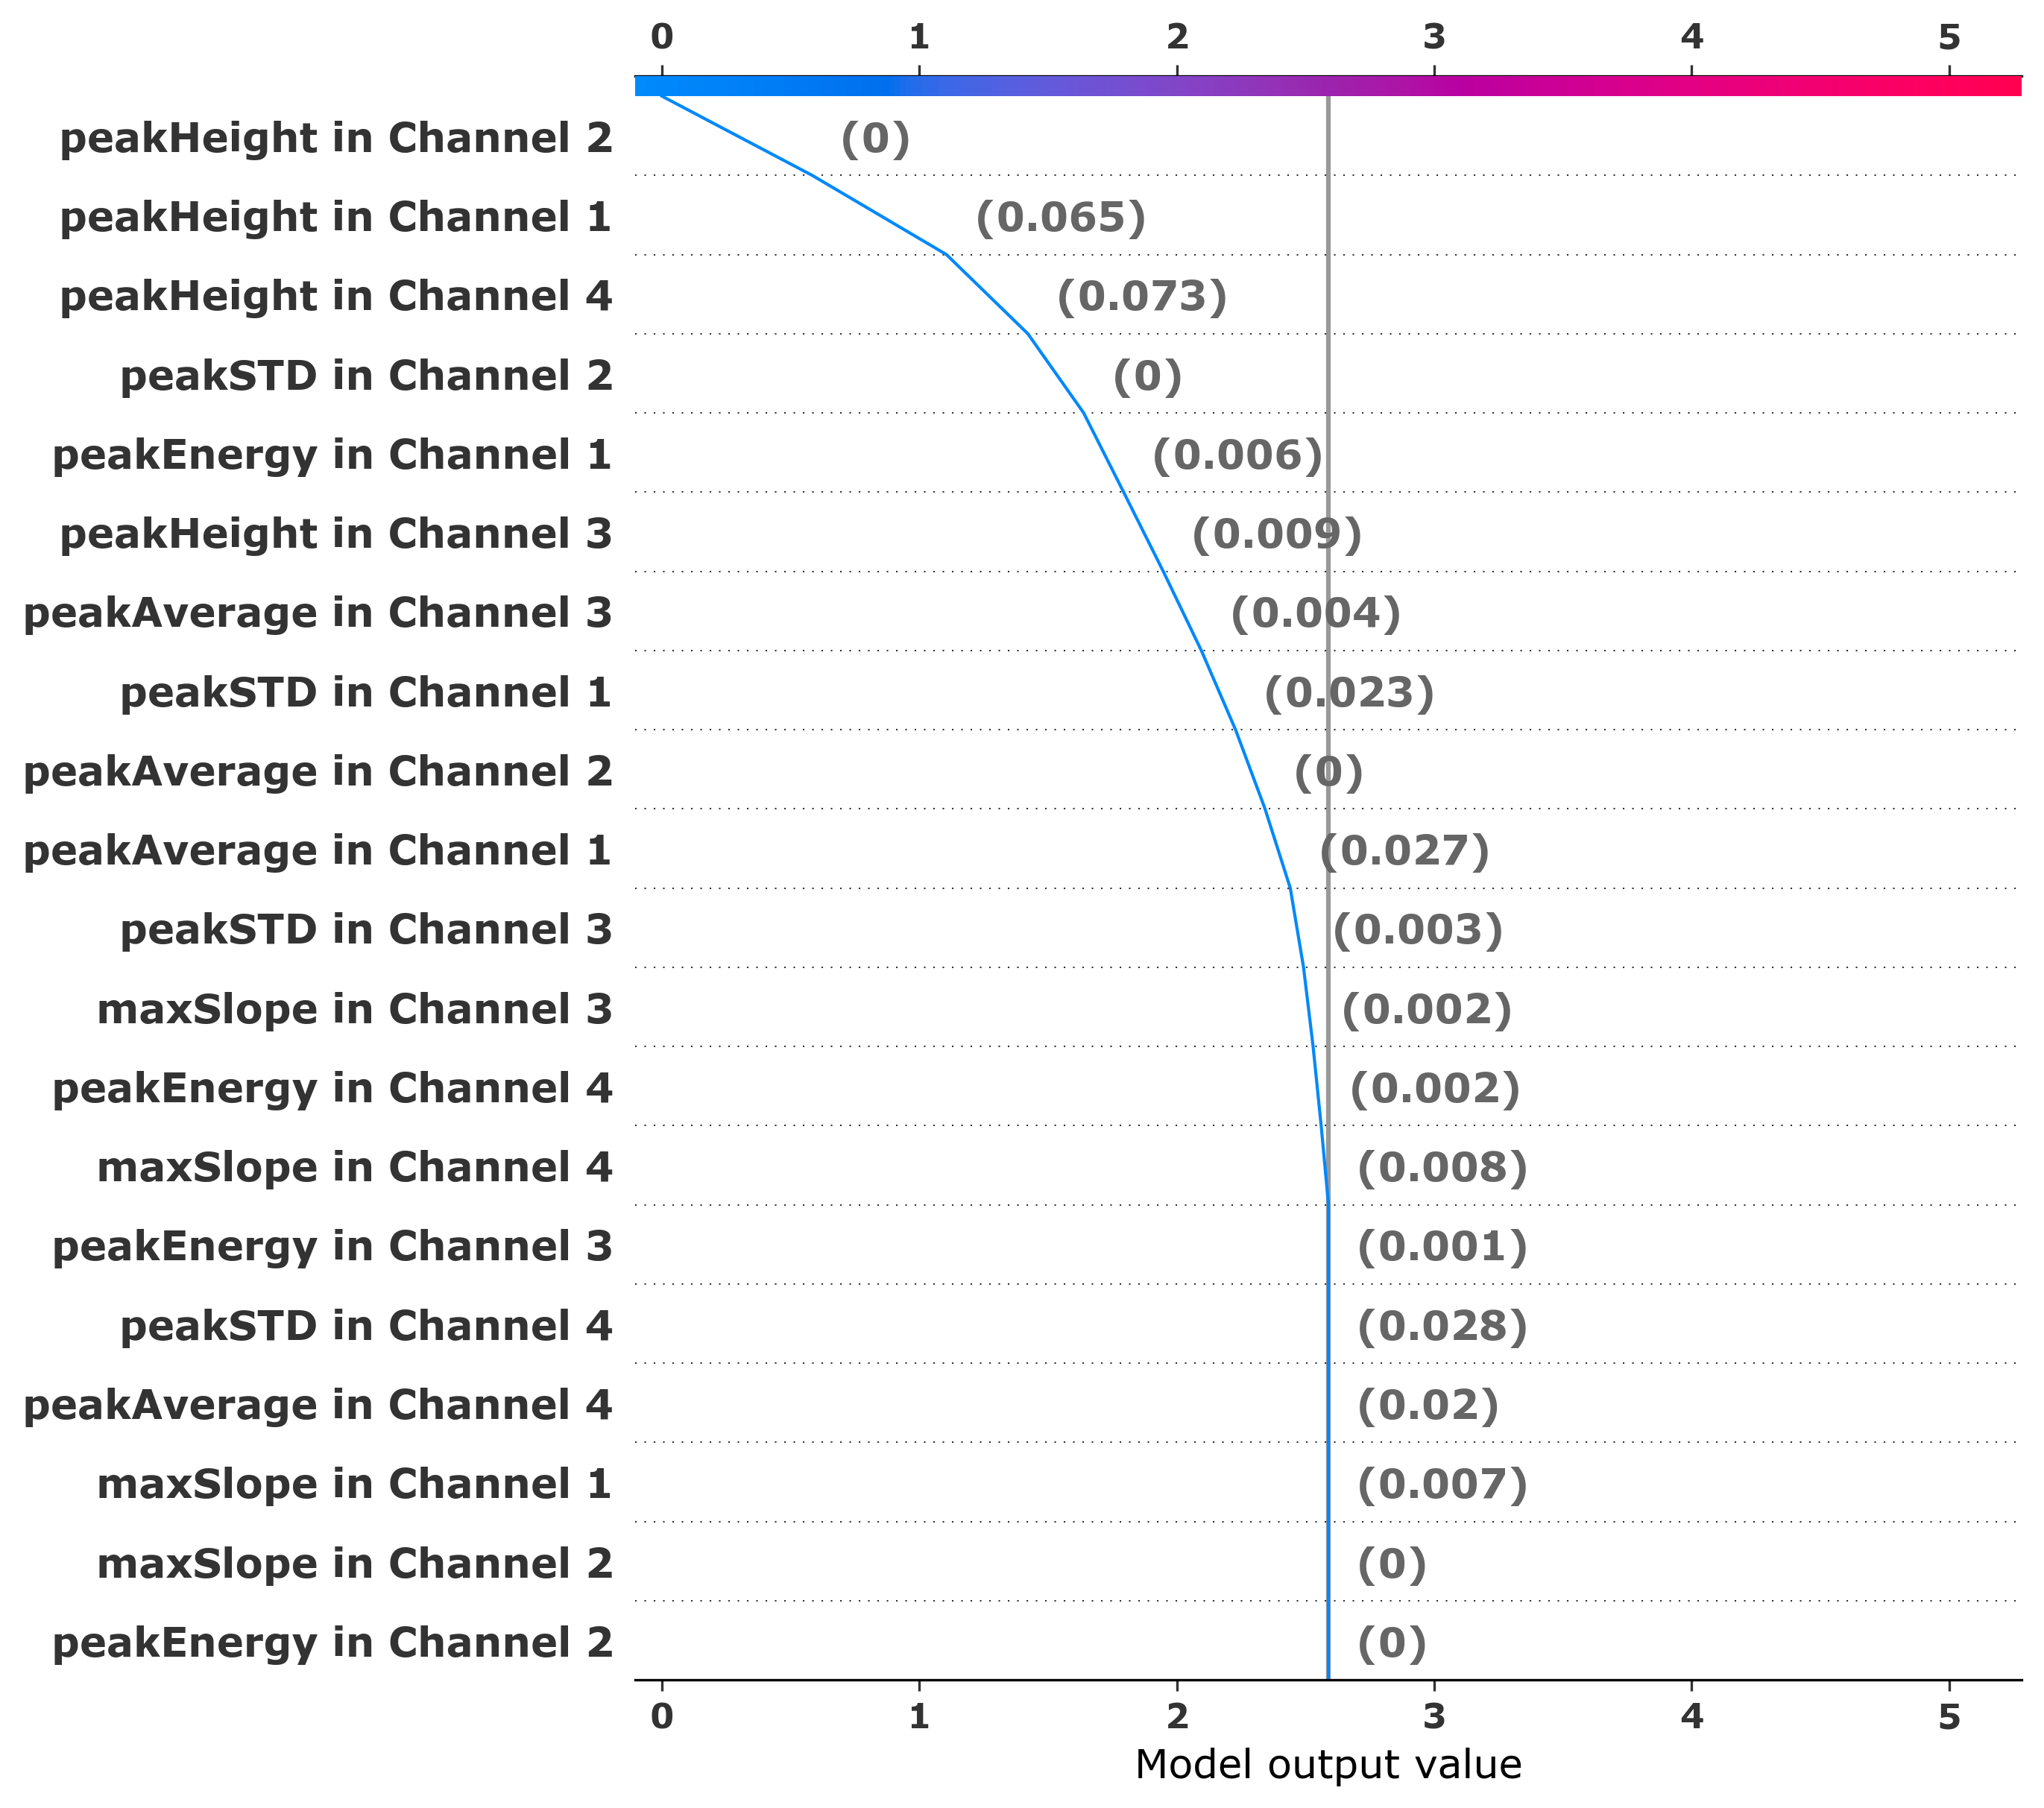 0 1 2 3 4 5
peakHeight in Channel 2 (0)
peakHeight in Channel 1 (0.065)
peakHeight in Channel 4 (0.073)
peakSTD in Channel 2 (0)
peakEnergy in Channel 1 (0.006)
peakHeight in Channel 3 (0.009)
peakAverage in Channel 3 (0.004)
peakSTD in Channel 1 (0.023)
peakAverage in Channel 2 (0)
peakAverage in Channel 1 (0.027)
peakSTD in Channel 3 (0.003)
maxSlope in Channel 3 (0.002)
peakEnergy in Channel 4 (0.002)
maxSlope in Channel 4 (0.008)
peakEnergy in Channel 3 (0.001)
peakSTD in Channel 4 (0.028)
peakAverage in Channel 4 (0.02)
maxSlope in Channel 1 (0.007)
maxSlope in Channel 2 (0)
peakEnergy in Channel 2 (0)
0 1 2 3 4 5
Model output value